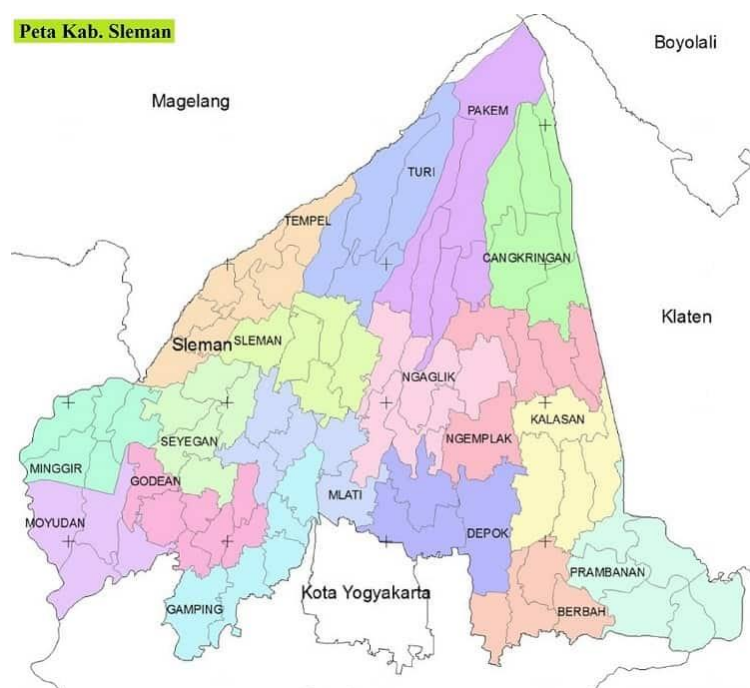 Peta Kab. Sleman
Boyolali
Magelang
PAKEM
TURI
TEMPEL
CANGKRINGAN
Klaten
Sleman
SLEMAN
NGAGLIK
KALASAN
SEYEGAN
NGEMPLAK
MINGGIR
GODEAN
MLATI
MOYUDAN
DEPOK
PRAMBANAN
Kota Yogyakarta
GAMPING
BERBAH